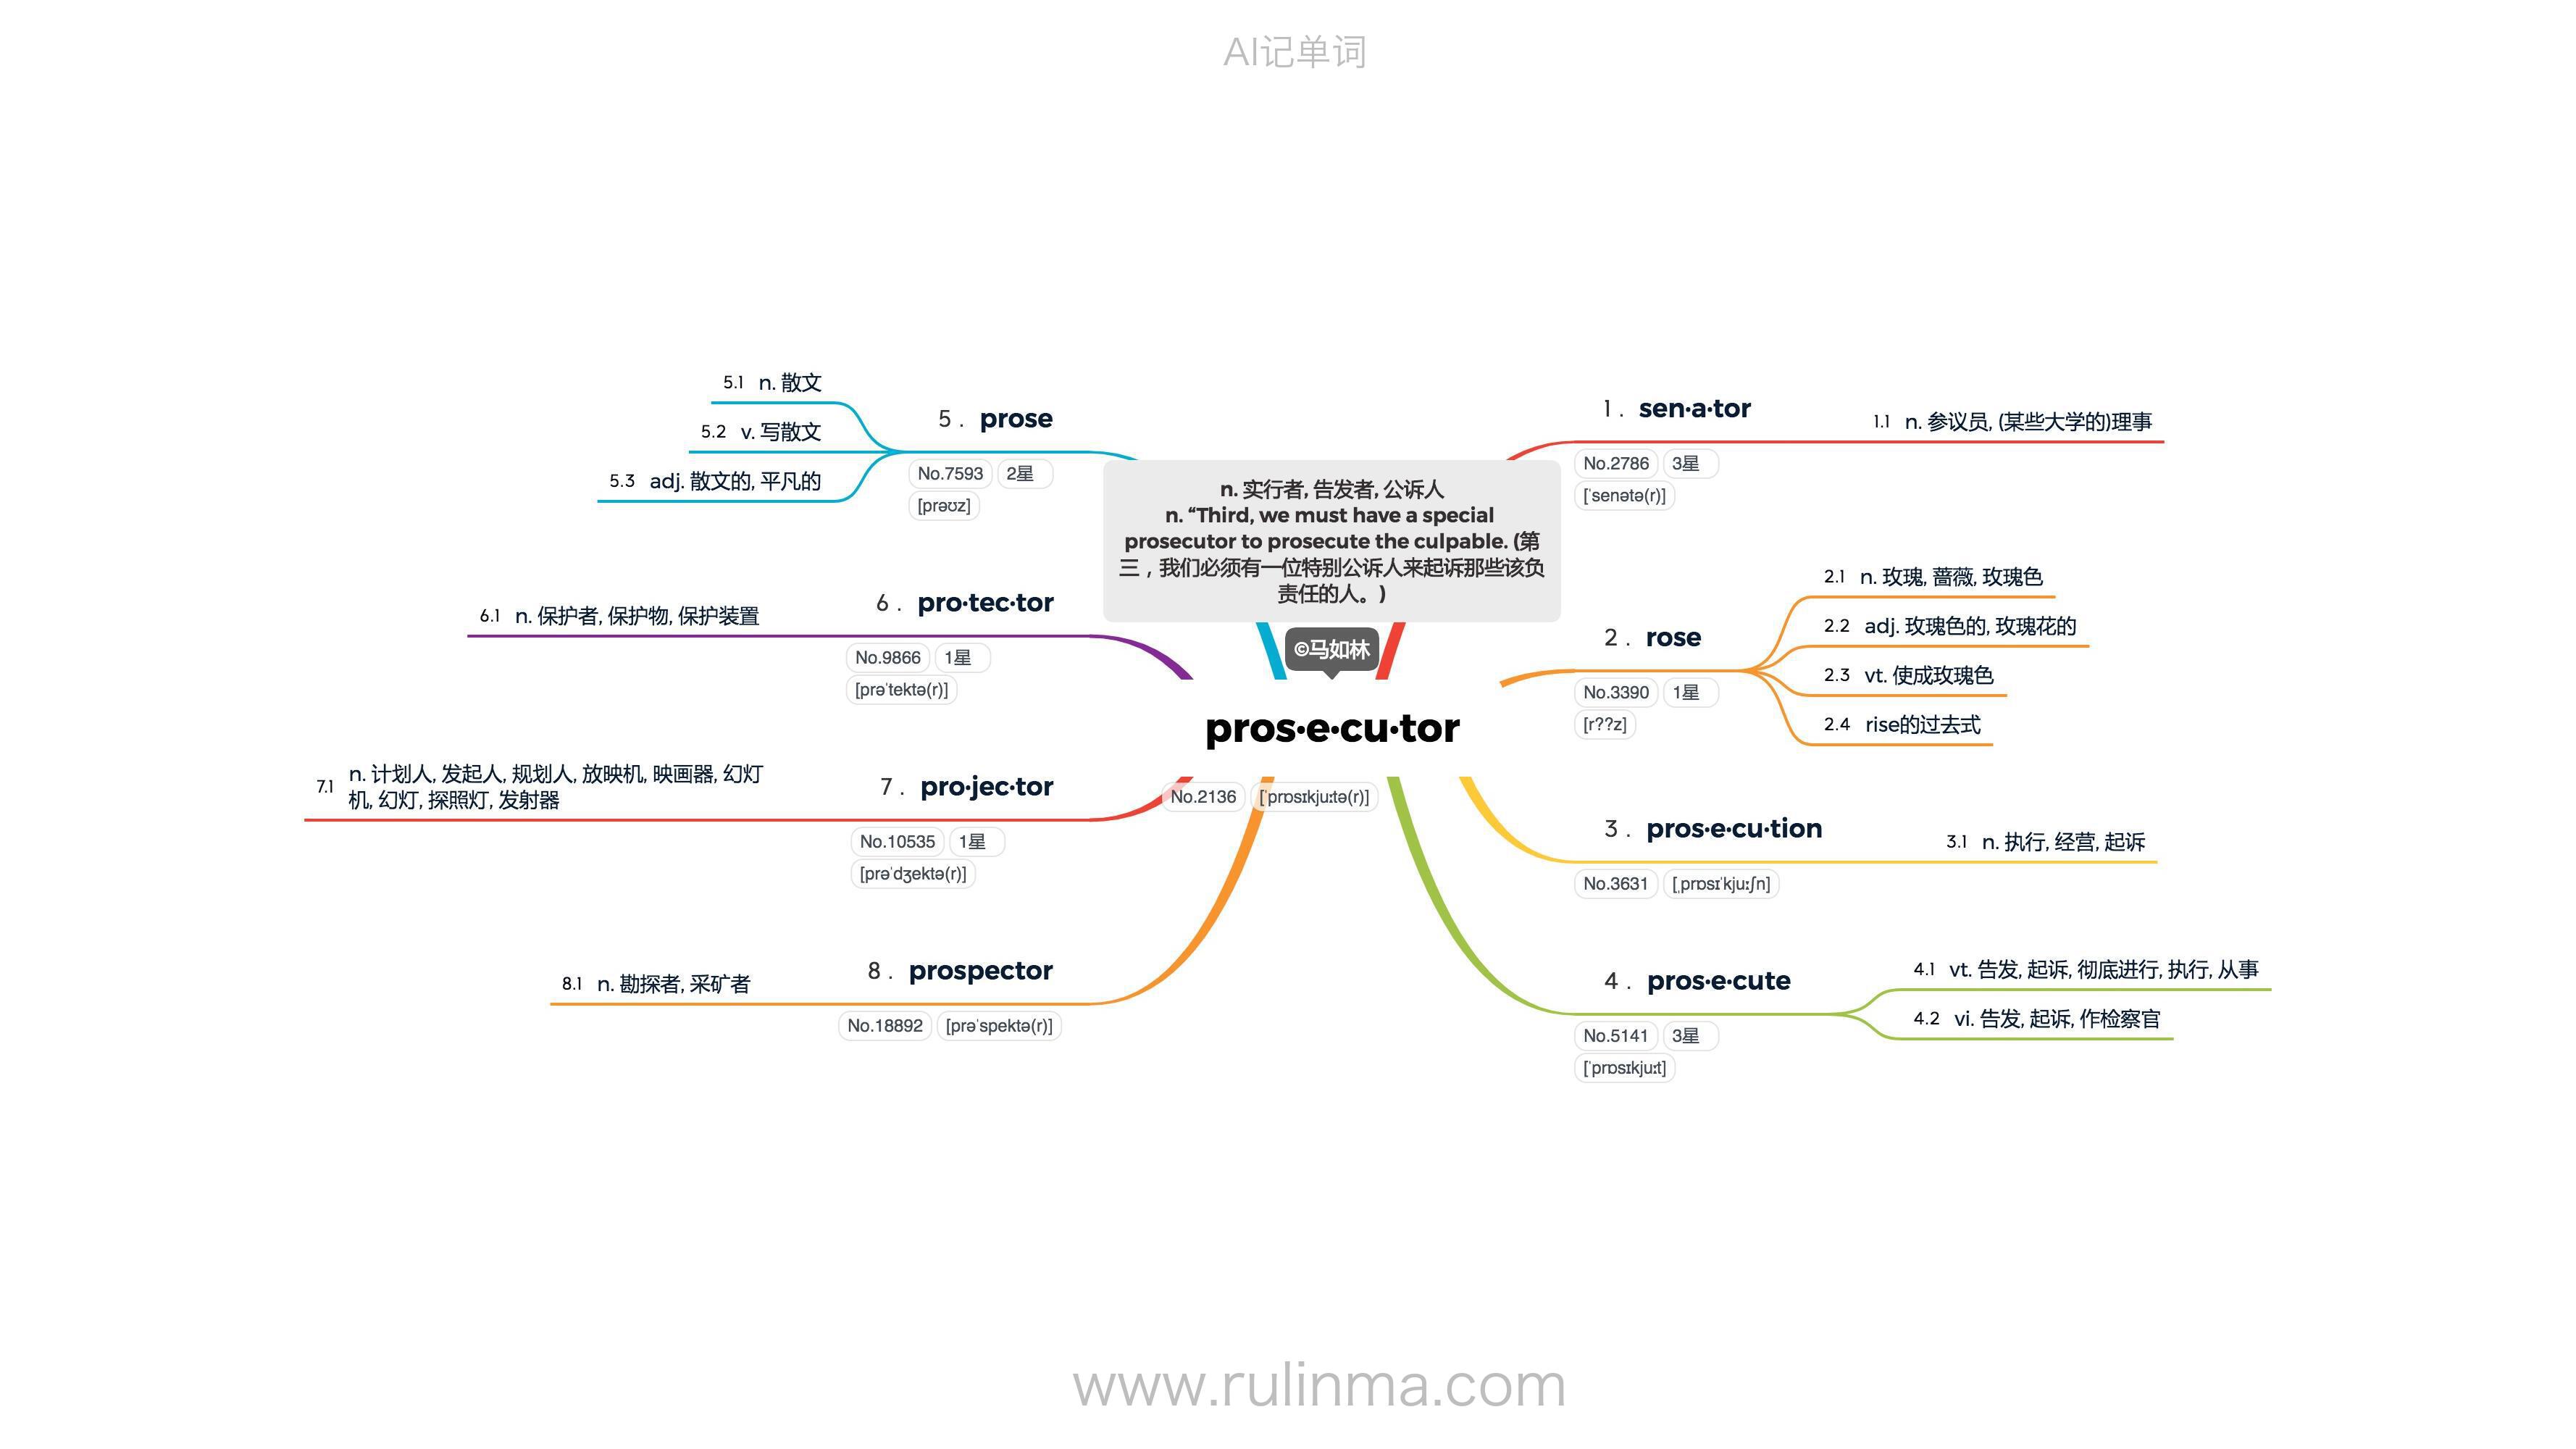 AI记单词
n. 实行者, 告发者, 公诉人
n. “Third, we must have a special
prosecutor to prosecute the culpable. (第
三，我们必须有一位特别公诉人来起诉那些该负
责任的人。)
©马如林
pros·e·cu·tor
No.2136 [ˈprɒsɪkjuːtə(r)]
1 . sen·a·tor
No.2786 3星
[ˈsenətə(r)]
1.1 n. 参议员, (某些大学的)理事
2 . rose
No.3390 1星
[r??z]
2.1 n. 玫瑰, 蔷薇, 玫瑰色
2.2 adj. 玫瑰色的, 玫瑰花的
2.3 vt. 使成玫瑰色
2.4 rise的过去式
3 . pros·e·cu·tion
No.3631 [ˌprɒsɪˈkjuːʃn]
3.1 n. 执行, 经营, 起诉
4 . pros·e·cute
No.5141 3星
[ˈprɒsɪkjuːt]
4.1 vt. 告发, 起诉, 彻底进行, 执行, 从事
4.2 vi. 告发, 起诉, 作检察官
5 . prose
No.7593 2星
[prəʊz]
5.1 n. 散文
5.2 v. 写散文
5.3 adj. 散文的, 平凡的
6 . pro·tec·tor
No.9866 1星
[prəˈtektə(r)]
6.1 n. 保护者, 保护物, 保护装置
7 . pro·jec·tor
No.10535 1星
[prəˈdʒektə(r)]
7.1 n. 计划人, 发起人, 规划人, 放映机, 映画器, 幻灯
机, 幻灯, 探照灯, 发射器
8 . prospector
No.18892 [prəˈspektə(r)]
8.1 n. 勘探者, 采矿者
www.rulinma.com